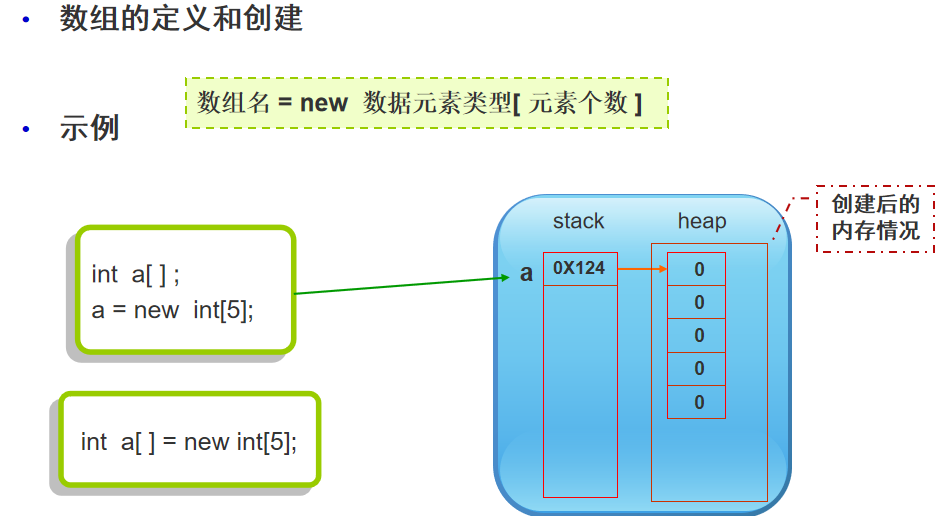 数组的定义和创建
数组名 = new 数据元素类型[ 元素个数 ]
示例
创建后的
内存情况
stack heap
int a[ ] ;
a = new int[5];
a 0X124 0
0
0
0
0
int a[ ] = new int[5];